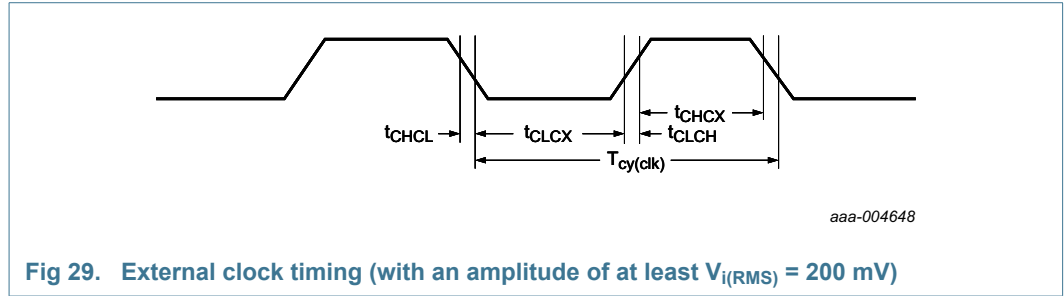 tCHCX
tCHCL tCLCX tCLCH
Tcy(clk)
aaa-004648
Fig 29. External clock timing (with an amplitude of at least Vi(RMS) = 200 mV)